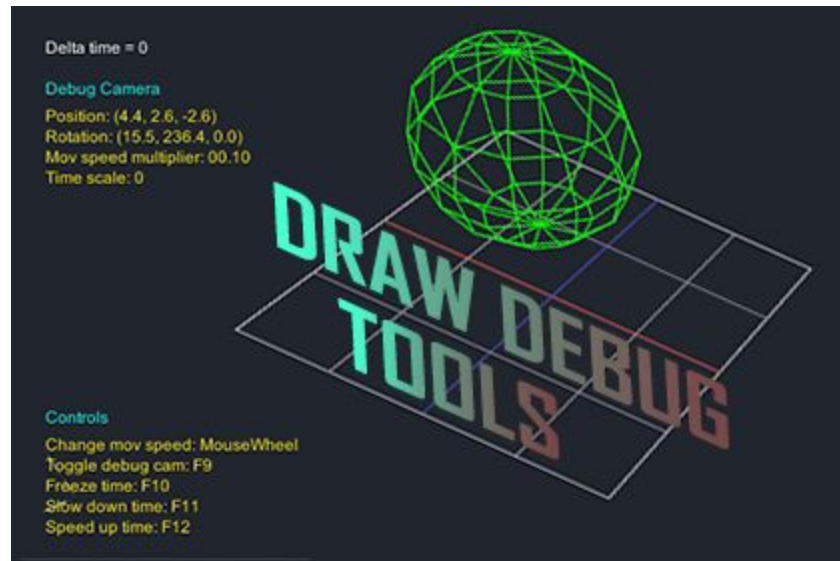 Delta time = 0
Debug Camera
Position: (4.4, 2.6, -2.6)
Rotation: (15.5, 236.4, 0.0)
Mov speed multiplier: 00.10
Time scale: 0
DRAW DEBUG
TOOLS
Controls
Change mov speed: MouseWheel
Toggle debug cam: F9
Freeze time: F10
Slow down time: F11
Speed up time: F12